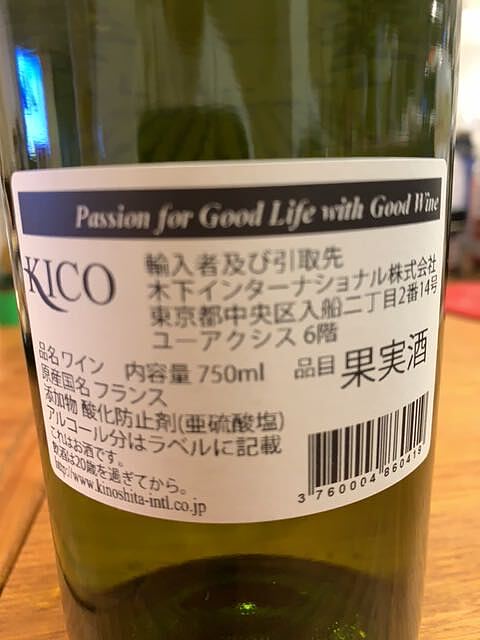 Passion for Good Life with Good Wine
KICO
輸入者及び引取先
木下インターナショナル株式会社
東京都中央区入船二丁目2番14号
ユーアクシス 6階
品名 ワイン 内容量 750ml 品目 果実酒
原産国名 フランス
添加物 酸化防止剤(亜硫酸塩)
アルコール分はラベルに記載
これはお酒です。
飲酒は20歳を過ぎてから。
http://www.kinoshita-intl.co.jp
3 760004 860419